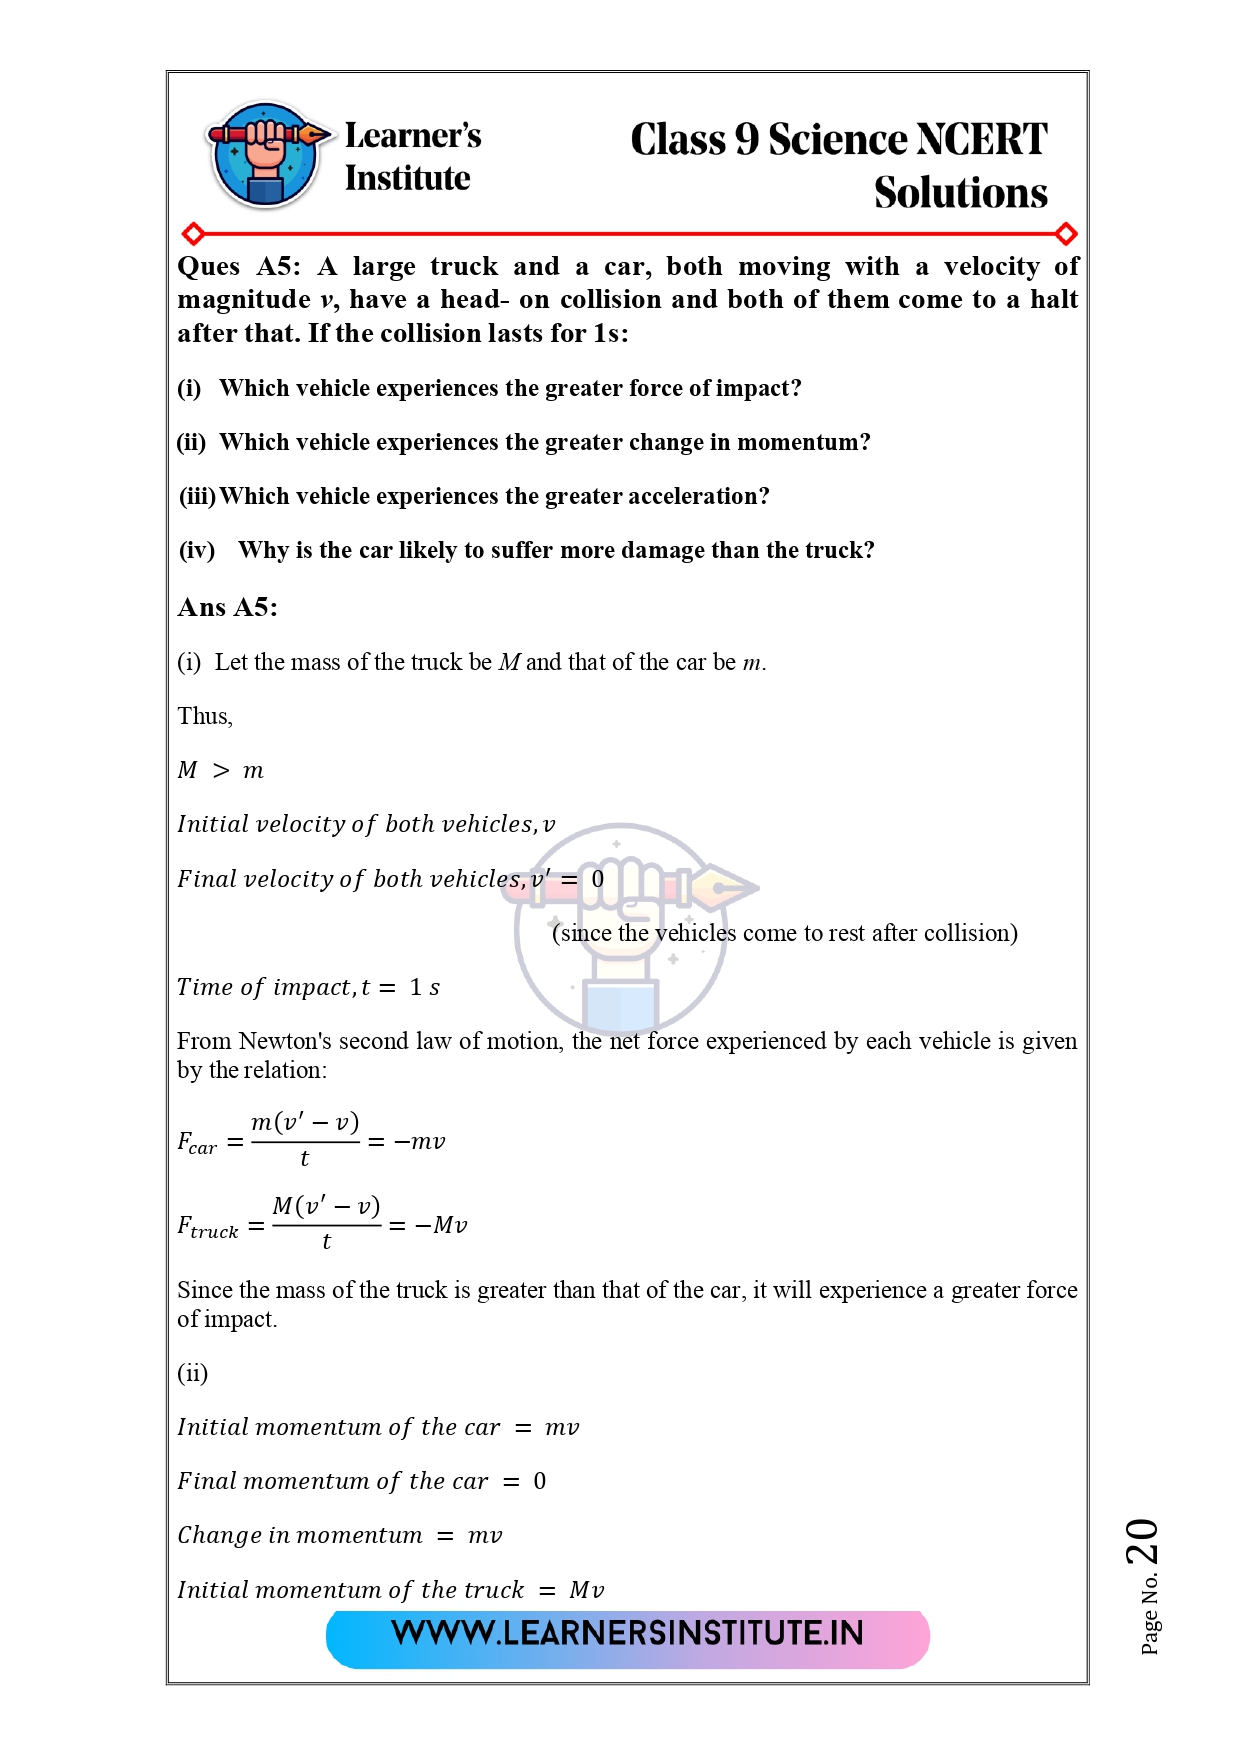 Learner's
Institute
Class 9 Science NCERT
Solutions
Ques A5: A large truck and a car, both moving with a velocity of
magnitude v, have a head- on collision and both of them come to a halt
after that. If the collision lasts for 1s:
(i) Which vehicle experiences the greater force of impact?
(ii) Which vehicle experiences the greater change in momentum?
(iii) Which vehicle experiences the greater acceleration?
(iv) Why is the car likely to suffer more damage than the truck?
Ans A5:
(i) Let the mass of the truck be M and that of the car be m.
Thus,
M > m
Initial velocity of both vehicles, v
Final velocity of both vehicles, v′ = 0
(since the vehicles come to rest after collision)
Time of impact, t = 1 s
From Newton's second law of motion, the net force experienced by each vehicle is given
by the relation:
F_car = m(v′ − v)/t = −mv
F_truck = M(v′ − v)/t = −Mv
Since the mass of the truck is greater than that of the car, it will experience a greater force
of impact.
(ii)
Initial momentum of the car = mv
Final momentum of the car = 0
Change in momentum = mv
Initial momentum of the truck = Mv
WWW.LEARNERSINSTITUTE.IN
Page No. 20